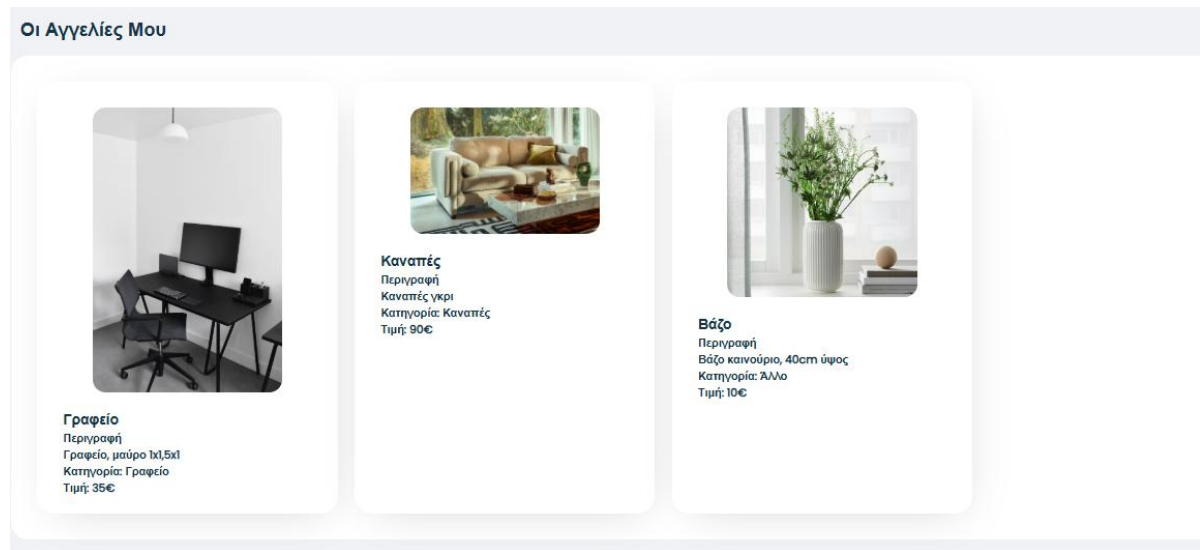 Οι Αγγελίες Μου
Γραφείο
Περιγραφή
Γραφείο, μαύρο 1x1,5x1
Κατηγορία: Γραφείο
Τιμή: 35€
Καναπές
Περιγραφή
Καναπές γκρι
Κατηγορία: Καναπές
Τιμή: 90€
Βάζο
Περιγραφή
Βάζο καινούριο, 40cm ύψος
Κατηγορία: Άλλο
Τιμή: 10€